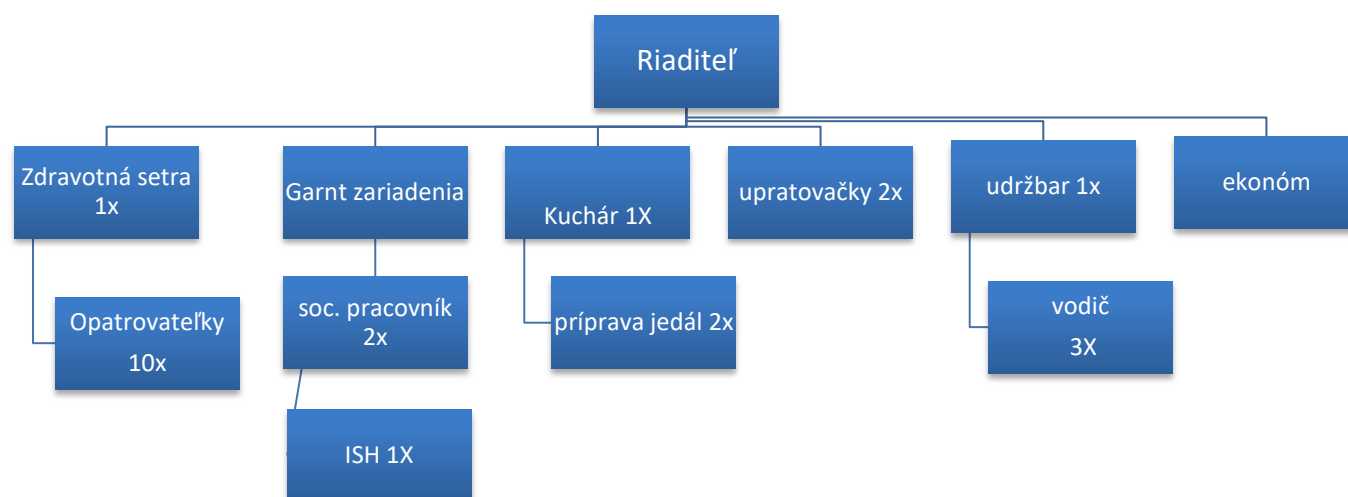 Riaditeľ
Zdravotná setra
1x
Garnt zariadenia
Kuchár 1X
upratovačky 2x
udržbar 1x
ekonóm
Opatrovateľky
10x
soc. pracovník
2x
príprava jedál 2x
vodič
3X
ISH 1X